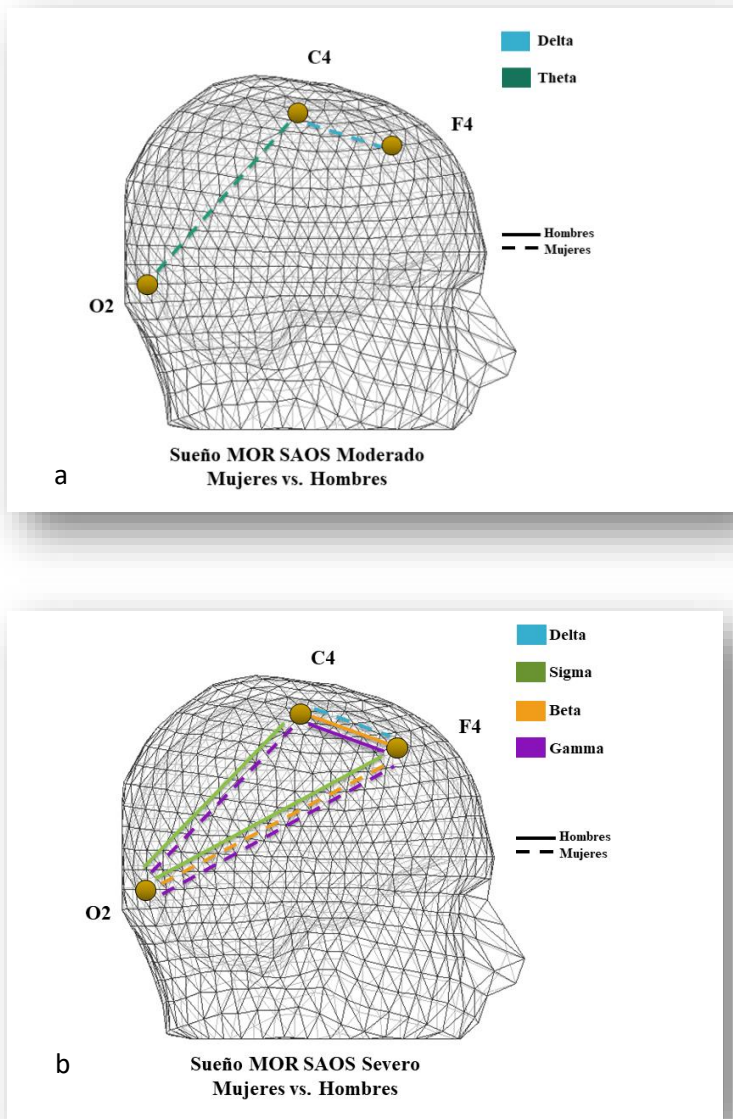 C4
Delta
Theta
F4
Hombres
Mujeres
O2
Sueño MOR SAOS Moderado
Mujeres vs. Hombres
a
C4
Delta
Sigma
F4
Beta
Gamma
Hombres
Mujeres
O2
Sueño MOR SAOS Severo
Mujeres vs. Hombres
b